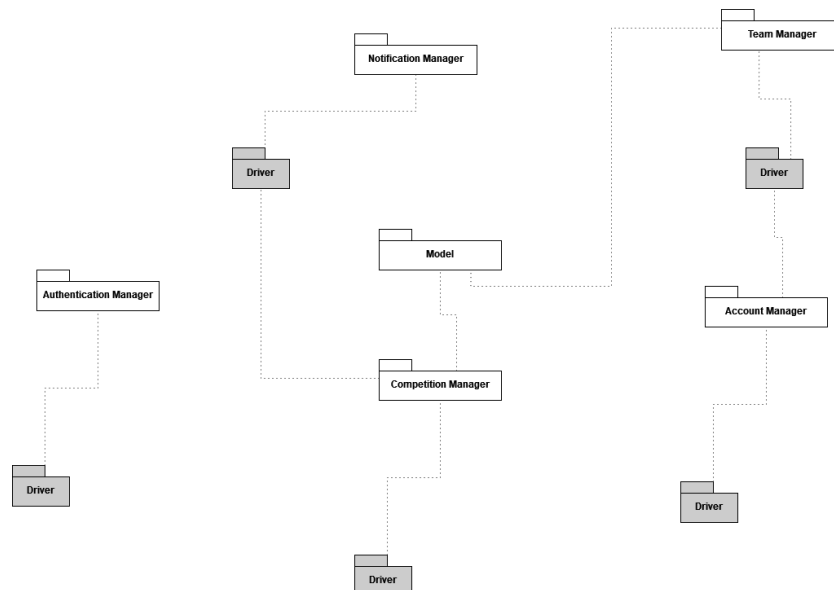 Team Manager
Notification Manager
Driver
Driver
Model
Authentication Manager
Account Manager
Competition Manager
Driver
Driver
Driver